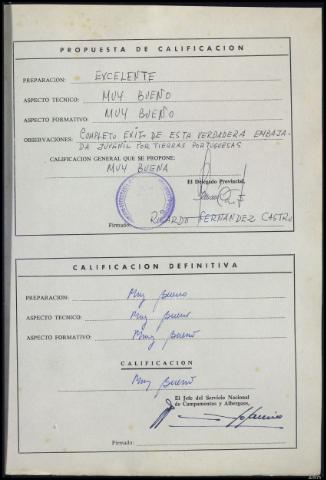 PROPUESTA DE CALIFICACION
PREPARACION: EXCELENTE
ASPECTO TECNICO: MUY BUENO
ASPECTO FORMATIVO: MUY BUENO
OBSERVACIONES: COMPLETO EXITO DE ESTA VERDADERA EMBAJA-
DA JUVENIL POR TIERRAS PORTUGUESAS
CALIFICACION GENERAL QUE SE PROPONE:
MUY BUENA
El Delegado Provincial,
Firmado: RICARDO FERNANDEZ CASTRO
CALIFICACION DEFINITIVA
PREPARACION: Muy bueno
ASPECTO TECNICO: Muy bueno
ASPECTO FORMATIVO: Muy bueno
CALIFICACION
Muy bueno
El Jefe del Servicio Nacional
de Campamentos y Albergues,
Firmado: